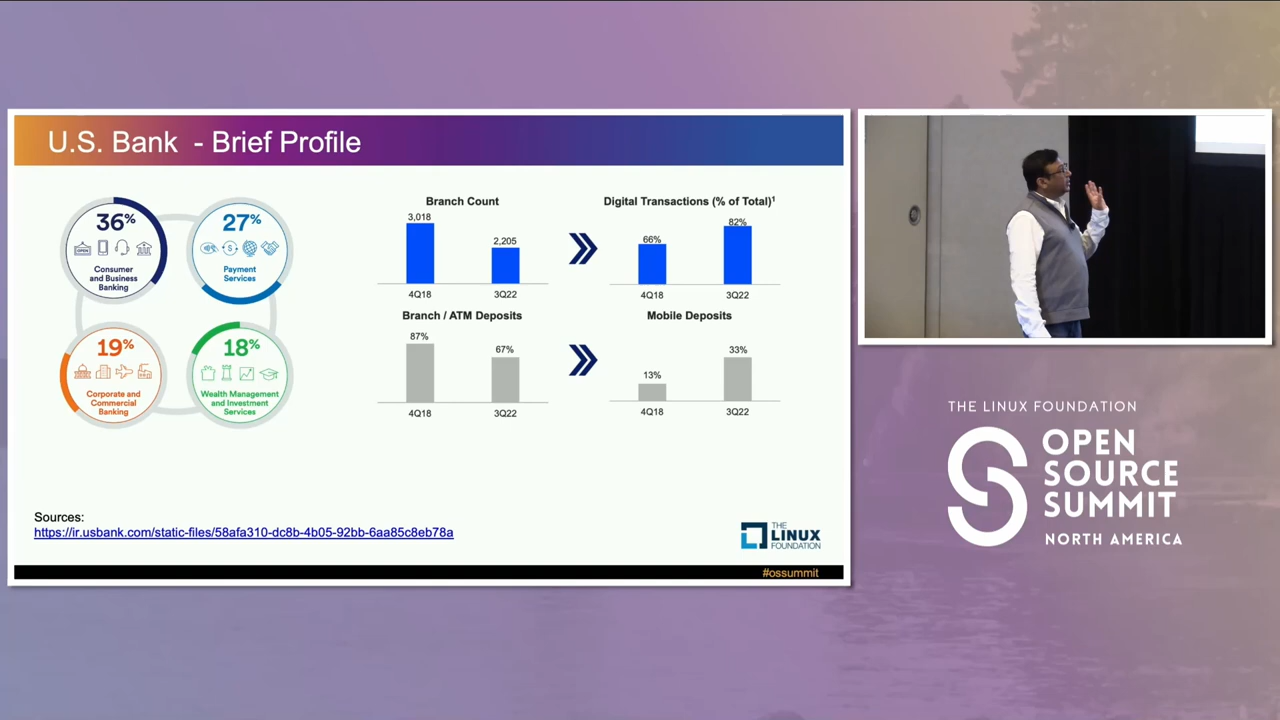 U.S. Bank - Brief Profile
36%
OPEN
Consumer
and Business
Banking
27%
Payment
Services
19%
Corporate and
Commercial
Banking
18%
Wealth Management
and Investment
Services
Branch Count
3,018
2,205
4Q18
3Q22
Digital Transactions (% of Total)¹
66%
82%
4Q18
3Q22
Branch / ATM Deposits
87%
67%
4Q18
3Q22
Mobile Deposits
13%
33%
4Q18
3Q22
Sources:
https://ir.usbank.com/static-files/58afa310-dc8b-4b05-92bb-6aa85c8eb78a
THE
LINUX
FOUNDATION
#ossummit
THE LINUX FOUNDATION
OPEN
SOURCE
SUMMIT
NORTH AMERICA